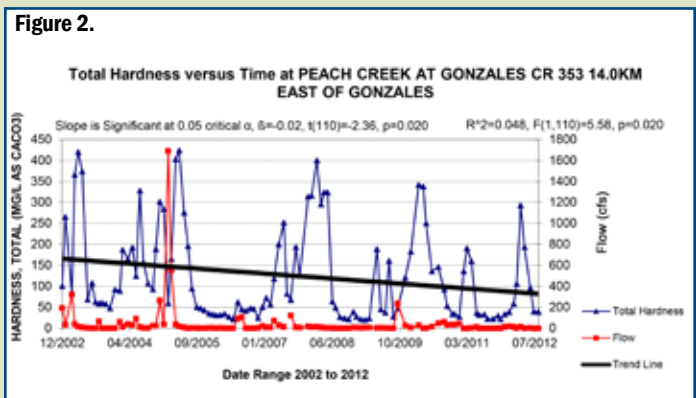 Figure 2.
Total Hardness versus Time at PEACH CREEK AT GONZALES CR 353 14.0KM
EAST OF GONZALES
Slope is Significant at 0.05 critical α, ß=-0.02, t(110)=-2.36, p=0.020
R^2=0.048, F(1,110)=5.58, p=0.020
HARDNESS, TOTAL (MG/L AS CACO3)
450
400
350
300
250
200
150
100
50
0
1800
1600
1400
1200
1000
800
600
400
200
0
Flow (cfs)
12/2002 04/2004 09/2005 01/2007 06/2008 10/2009 03/2011 07/2012
Date Range 2002 to 2012
Total Hardness
Flow
Trend Line